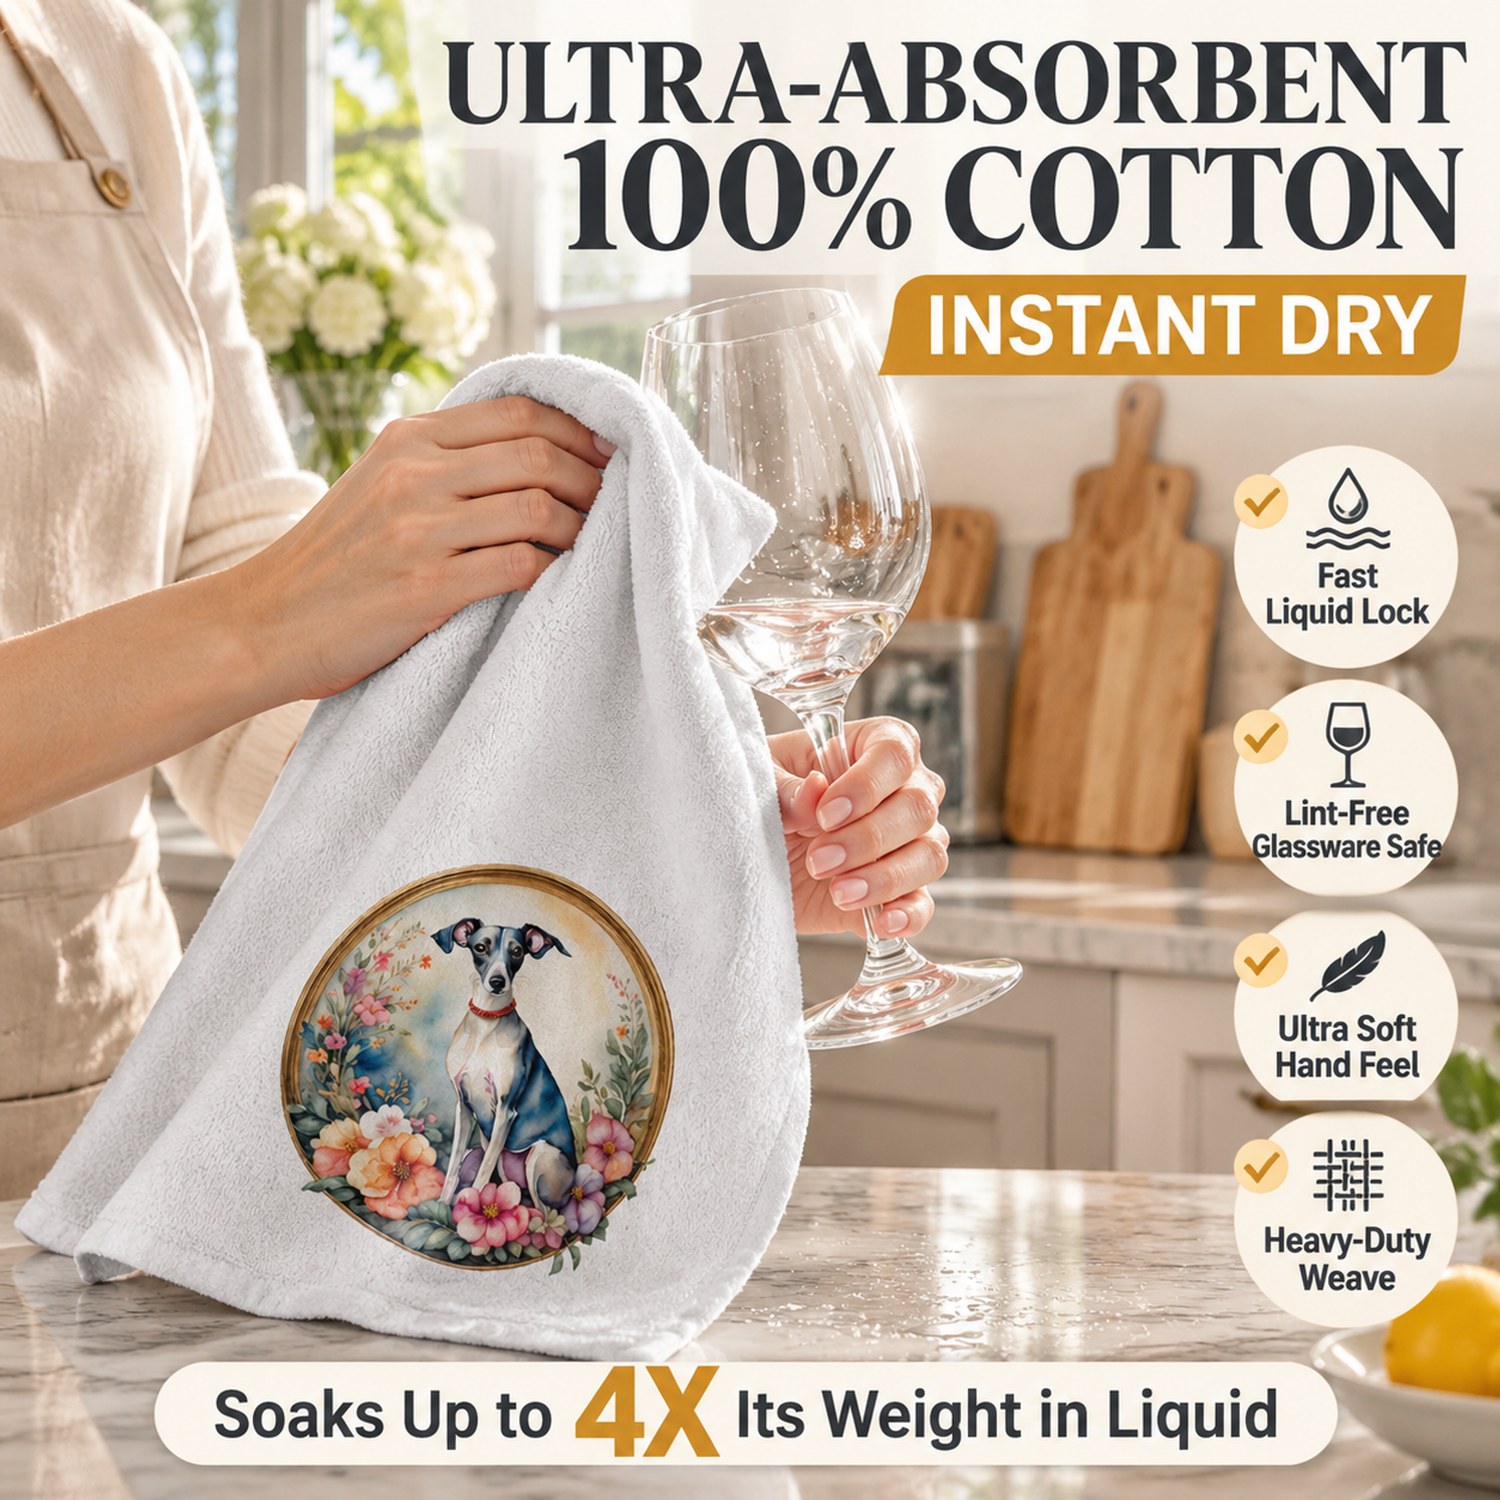 ULTRA-ABSORBENT
100% COTTON
INSTANT DRY
Fast
Liquid Lock
Lint-Free
Glassware Safe
Ultra Soft
Hand Feel
Heavy-Duty
Weave
Soaks Up to 4X Its Weight in Liquid